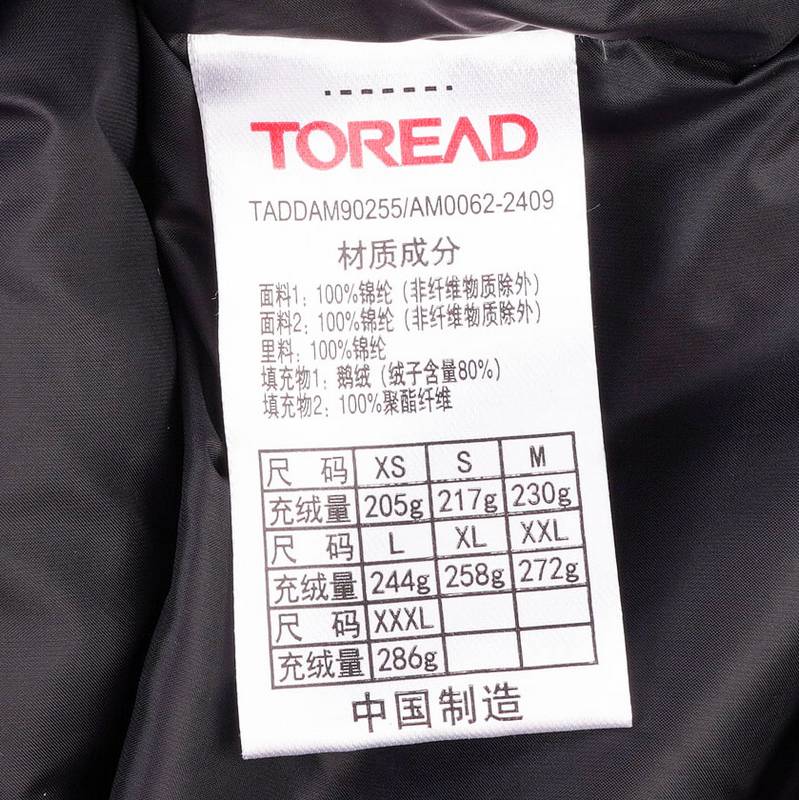 TOREAD
TADDAM90255/AM0062-2409
材质成分
面料1：100%锦纶（非纤维物质除外）
面料2：100%锦纶（非纤维物质除外）
里料：100%锦纶
填充物1：鹅绒（绒子含量80%）
填充物2：100%聚酯纤维
尺 码 XS S M
充绒量 205g 217g 230g
尺 码 L XL XXL
充绒量 244g 258g 272g
尺 码 XXXL
充绒量 286g
中国制造